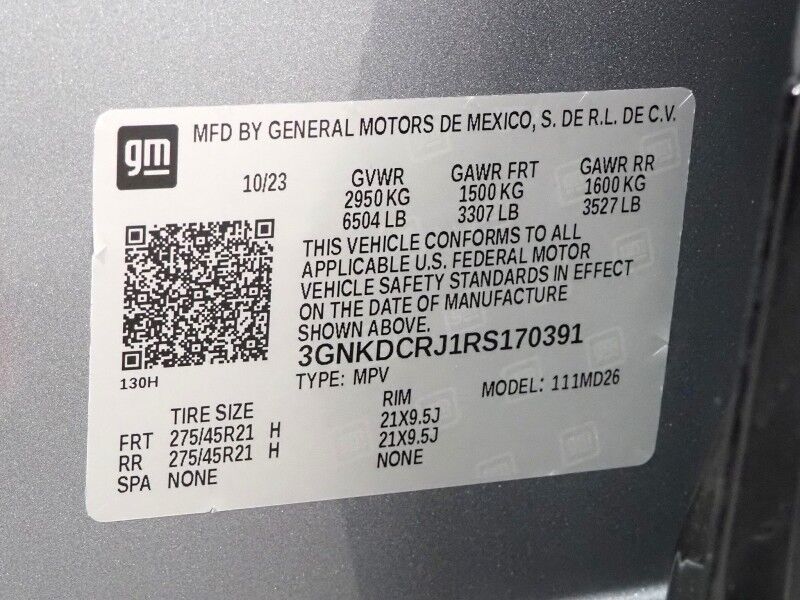 gm
MFD BY GENERAL MOTORS DE MEXICO, S. DE R.L. DE C.V.
10/23
GVWR GAWR FRT GAWR RR
2950 KG 1500 KG 1600 KG
6504 LB 3307 LB 3527 LB
THIS VEHICLE CONFORMS TO ALL
APPLICABLE U.S. FEDERAL MOTOR
VEHICLE SAFETY STANDARDS IN EFFECT
ON THE DATE OF MANUFACTURE
SHOWN ABOVE.
3GNKDCRJ1RS170391
130H
TYPE: MPV MODEL: 111MD26
TIRE SIZE RIM
FRT 275/45R21 H 21X9.5J
RR 275/45R21 H 21X9.5J
SPA NONE NONE